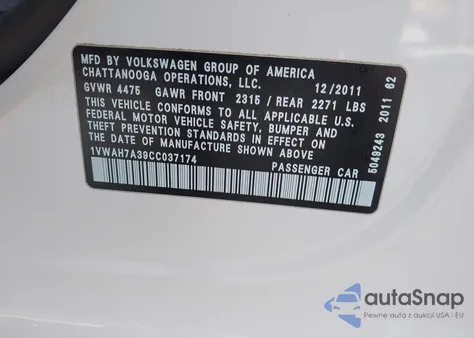 MFD BY VOLKSWAGEN GROUP OF AMERICA
CHATTANOOGA OPERATIONS, LLC. 12/2011
GVWR 4475 GAWR FRONT 2315 / REAR 2271 LBS
THIS VEHICLE CONFORMS TO ALL APPLICABLE U.S.
FEDERAL MOTOR VEHICLE SAFETY, BUMPER AND
THEFT PREVENTION STANDARDS IN EFFECT ON
THE DATE OF MANUFACTURE SHOWN ABOVE.
1VWAH7A39CC037174 PASSENGER CAR
5049243 2011 62
autoSnap
Pewne auta z aukcji USA i EU